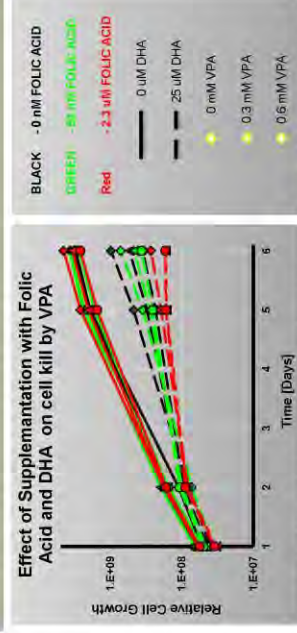 Effect of Supplemantation with Folic
Acid and DHA on cell kill by VPA
Relative Cell Growth
1.E+09
1.E+08
1.E+07
1
2
3
4
5
6
Time [Days]
BLACK - 0 nM FOLIC ACID
GREEN - nM FOLIC ACID
Red - 2.3 uM FOLIC ACID
0 uM DHA
25 uM DHA
0 mM VPA
0.3 mM VPA
0.6 mM VPA